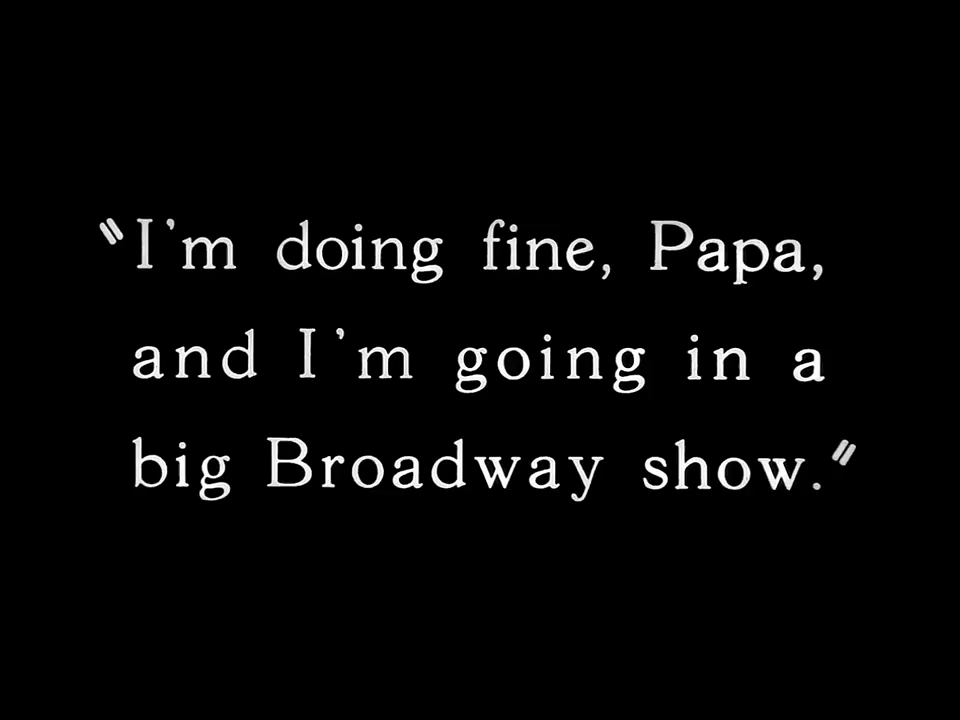 "I'm doing fine, Papa,
and I'm going in a
big Broadway show."